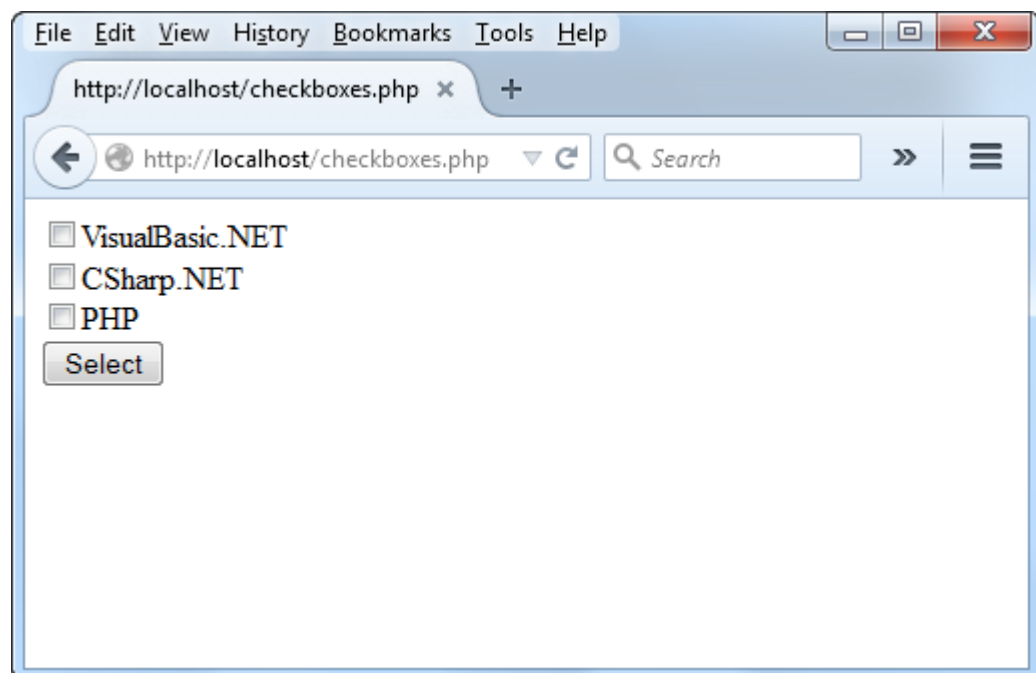 File Edit View History Bookmarks Tools Help
http://localhost/checkboxes.php
http://localhost/checkboxes.php Search
VisualBasic.NET
CSharp.NET
PHP
Select